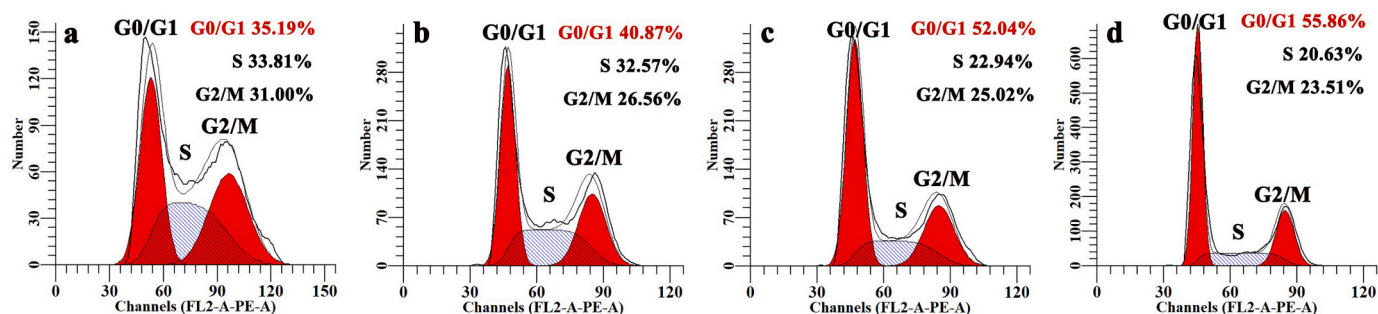 a
G0/G1
G0/G1 35.19%
S 33.81%
G2/M 31.00%
G2/M
S
Number
150
120
90
60
30
0
0 30 60 90 120 150
Channels (FL2-A-PE-A)
b
G0/G1
G0/G1 40.87%
S 32.57%
G2/M 26.56%
G2/M
S
Number
280
210
140
70
0
0 30 60 90 120
Channels (FL2-A-PE-A)
c
G0/G1
G0/G1 52.04%
S 22.94%
G2/M 25.02%
G2/M
S
Number
280
210
140
70
0
0 30 60 90 120
Channels (FL2-A-PE-A)
d
G0/G1
G0/G1 55.86%
S 20.63%
G2/M 23.51%
G2/M
S
Number
600
500
400
300
200
100
0
0 30 60 90 120
Channels (FL2-A-PE-A)